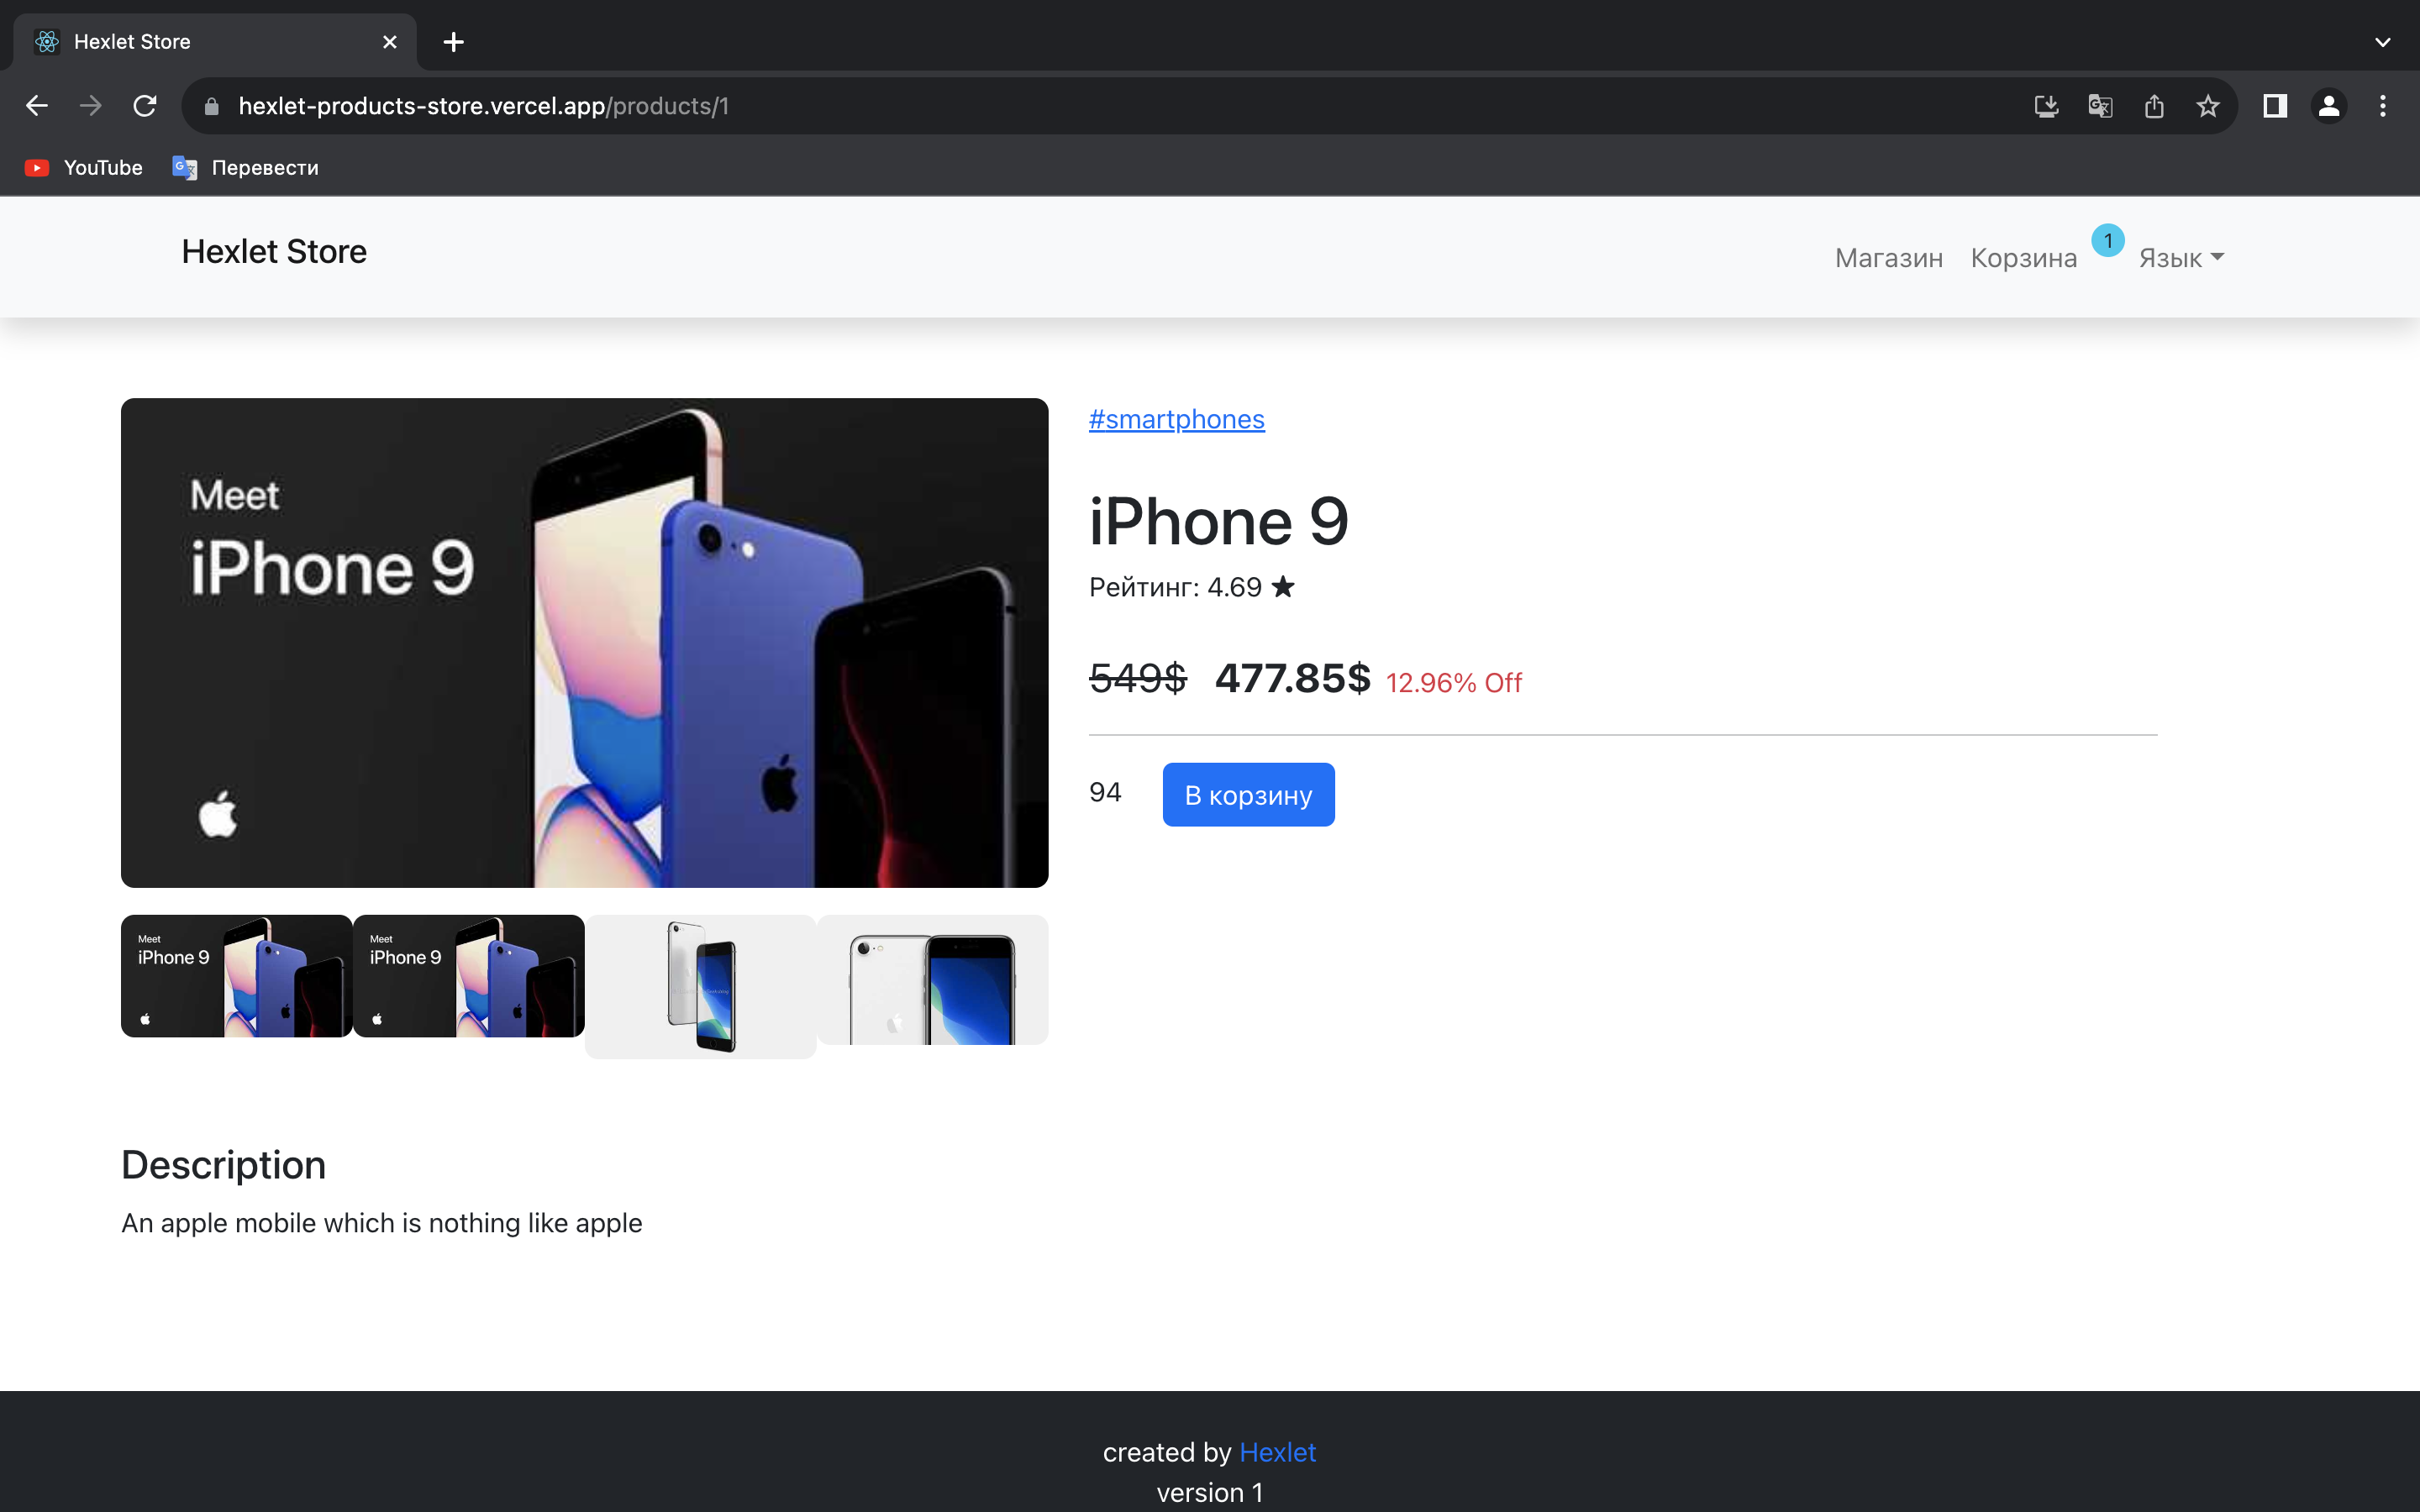 Hexlet Store
hexlet-products-store.vercel.app/products/1
YouTube Перевести
Hexlet Store
Магазин Корзина 1 Язык
Meet
iPhone 9
#smartphones
iPhone 9
Рейтинг: 4.69 ★
549$ 477.85$ 12.96% Off
94 В корзину
Meet
iPhone 9
Meet
iPhone 9
Description
An apple mobile which is nothing like apple
created by Hexlet
version 1